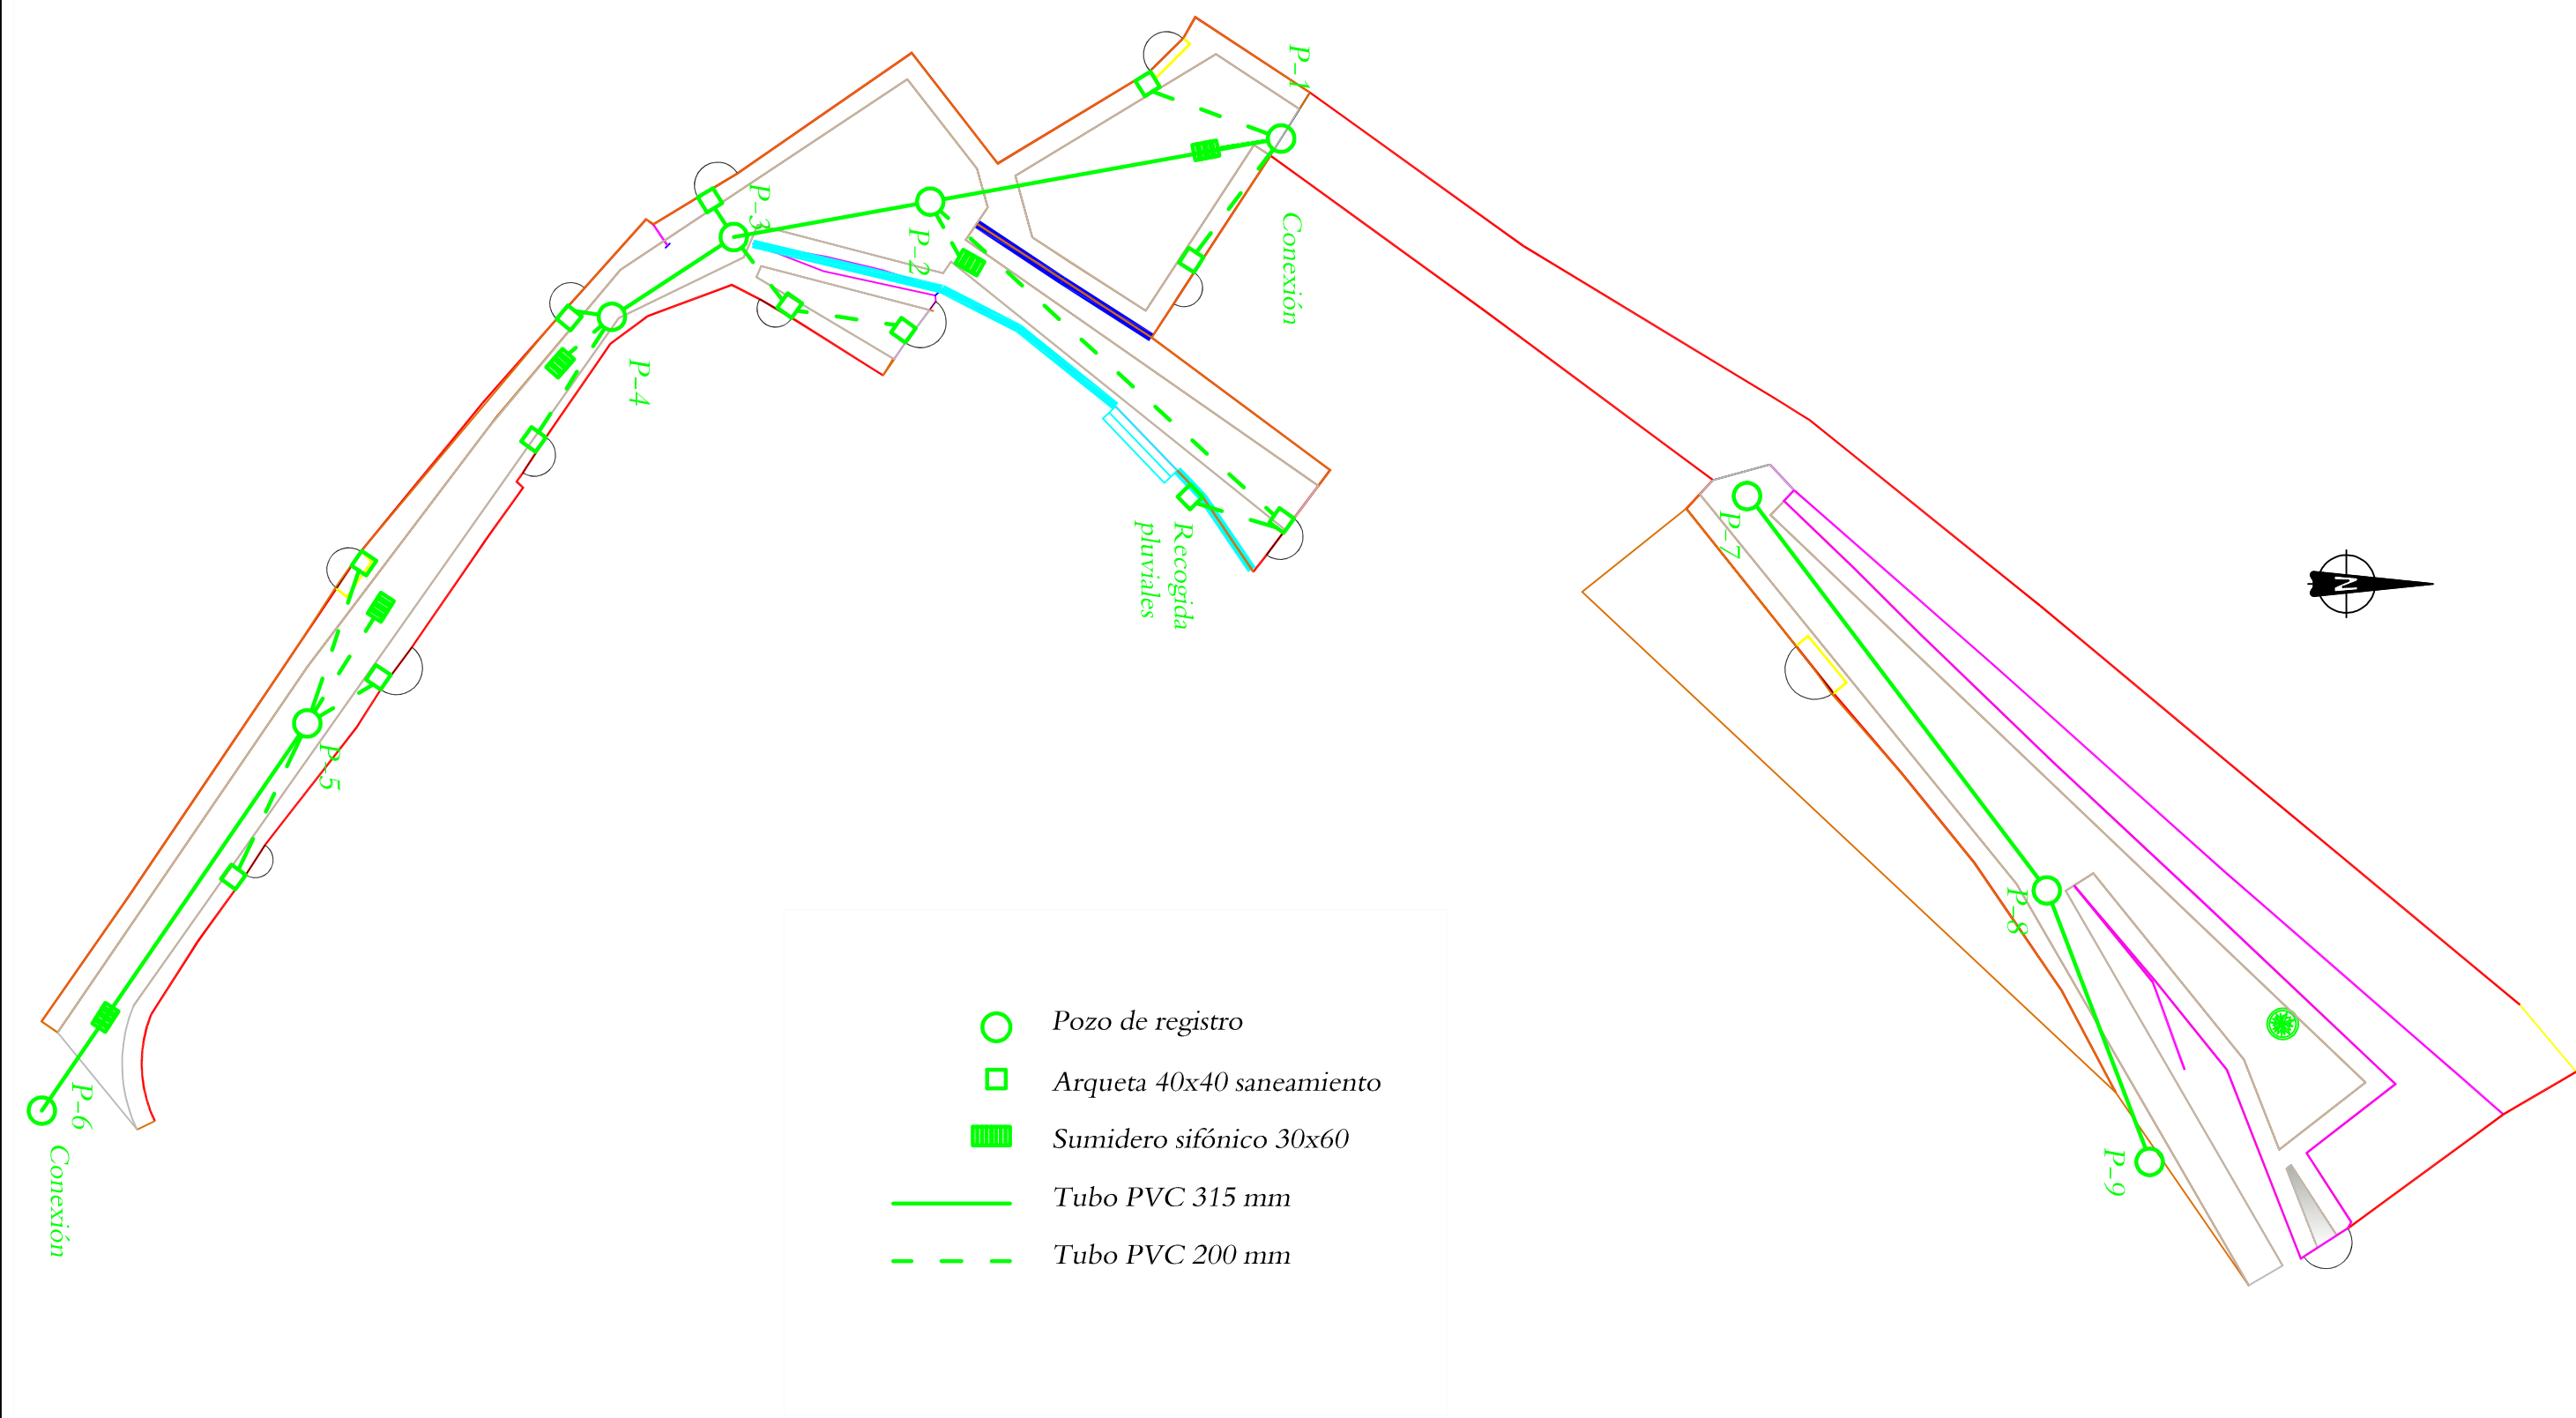 P-1
Conexión
P-2
P-3
P-4
Recogida
pluviales
P-5
P-6
Conexión
P-7
P-8
P-9
N
Pozo de registro
Arqueta 40x40 saneamiento
Sumidero sifónico 30x60
Tubo PVC 315 mm
Tubo PVC 200 mm